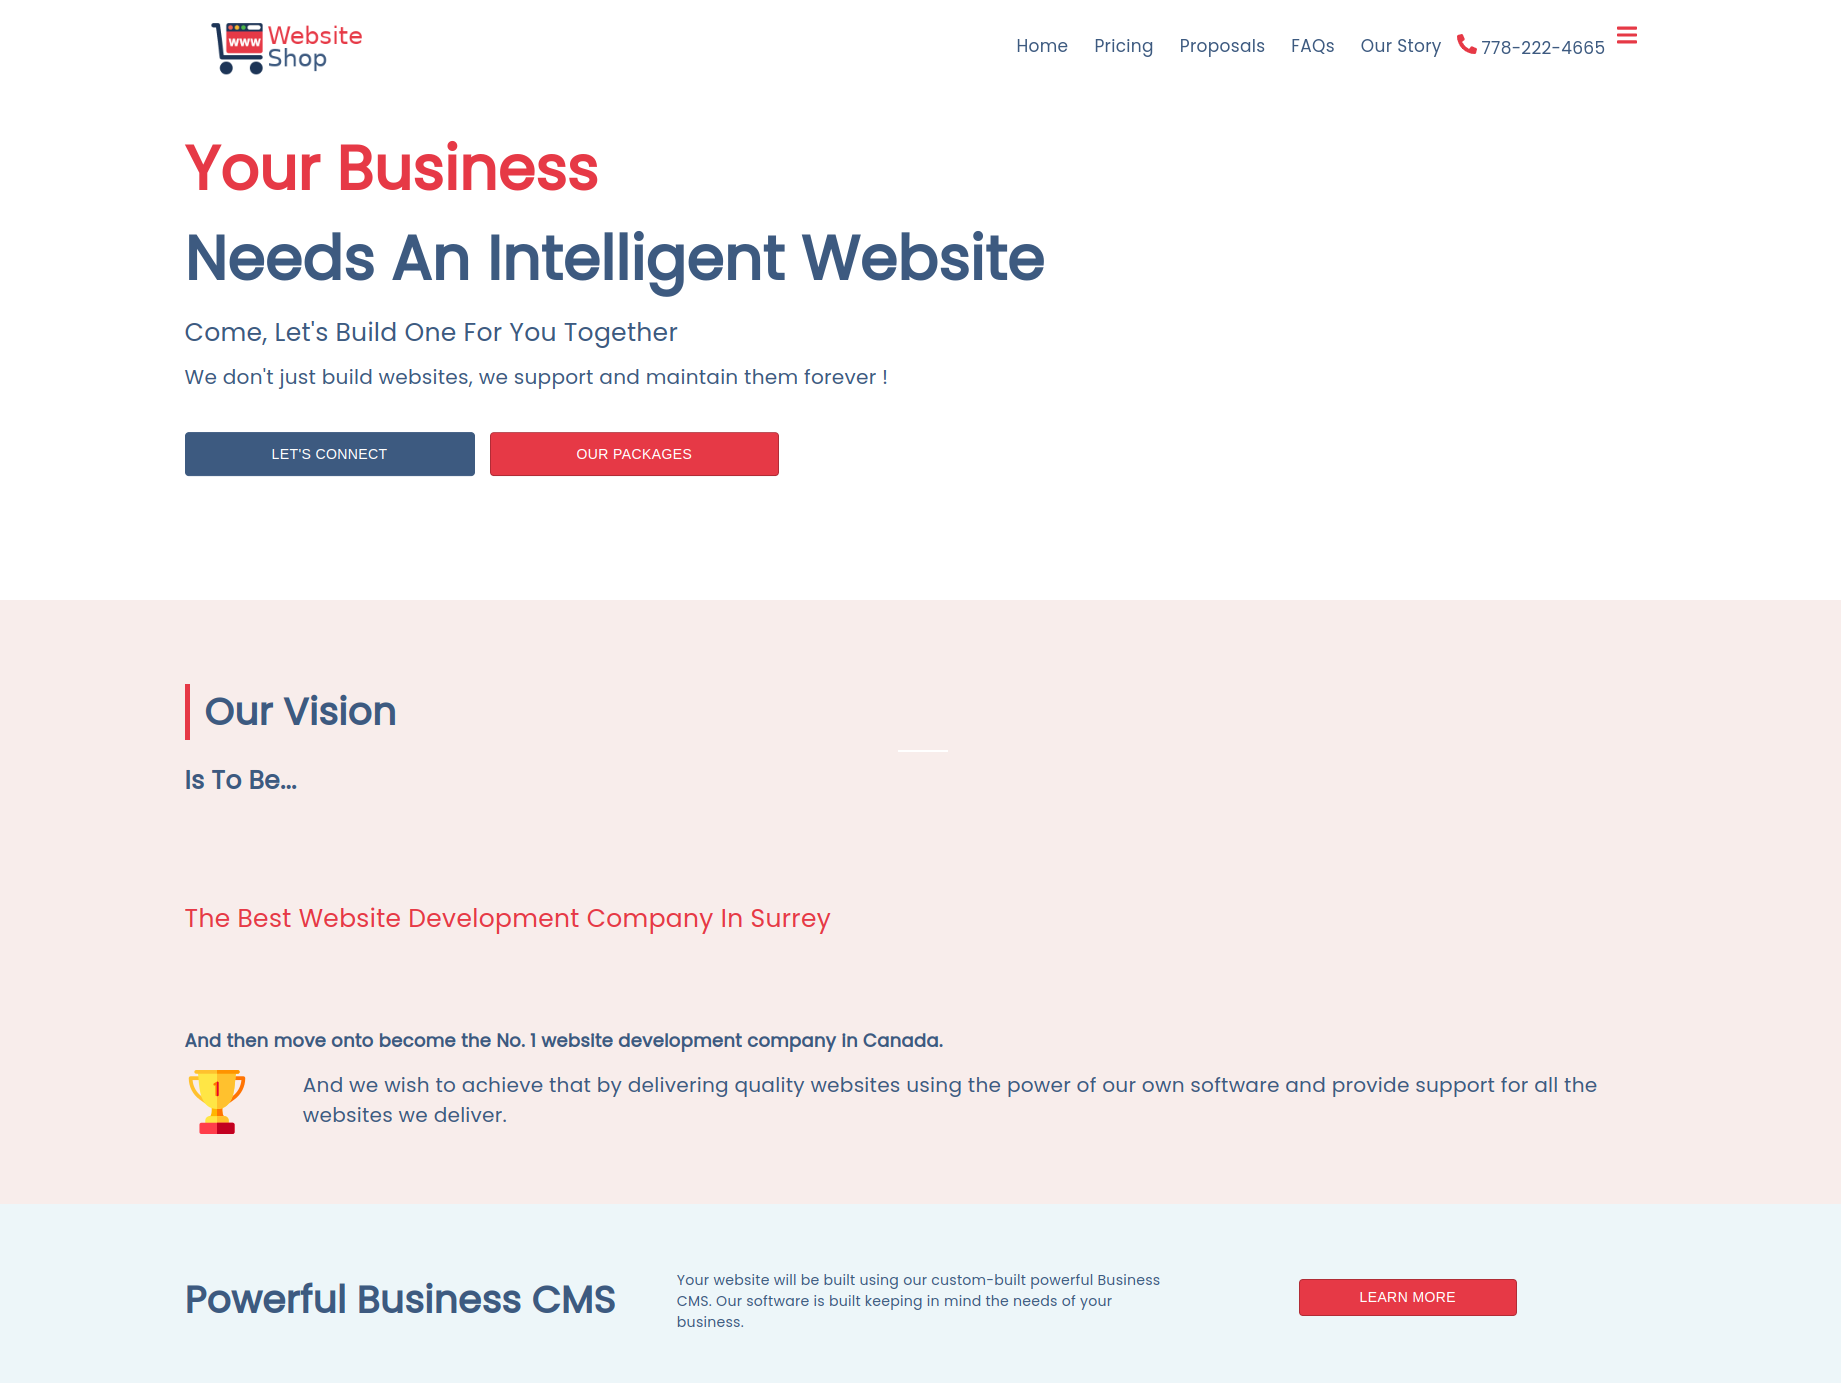 www Website
Shop
Home Pricing Proposals FAQs Our Story 778-222-4665
Your Business
Needs An Intelligent Website
Come, Let's Build One For You Together
We don't just build websites, we support and maintain them forever !
LET'S CONNECT OUR PACKAGES
Our Vision
Is To Be...
The Best Website Development Company In Surrey
And then move onto become the No. 1 website development company in Canada.
1
And we wish to achieve that by delivering quality websites using the power of our own software and provide support for all the
websites we deliver.
Powerful Business CMS
Your website will be built using our custom-built powerful Business
CMS. Our software is built keeping in mind the needs of your
business.
LEARN MORE